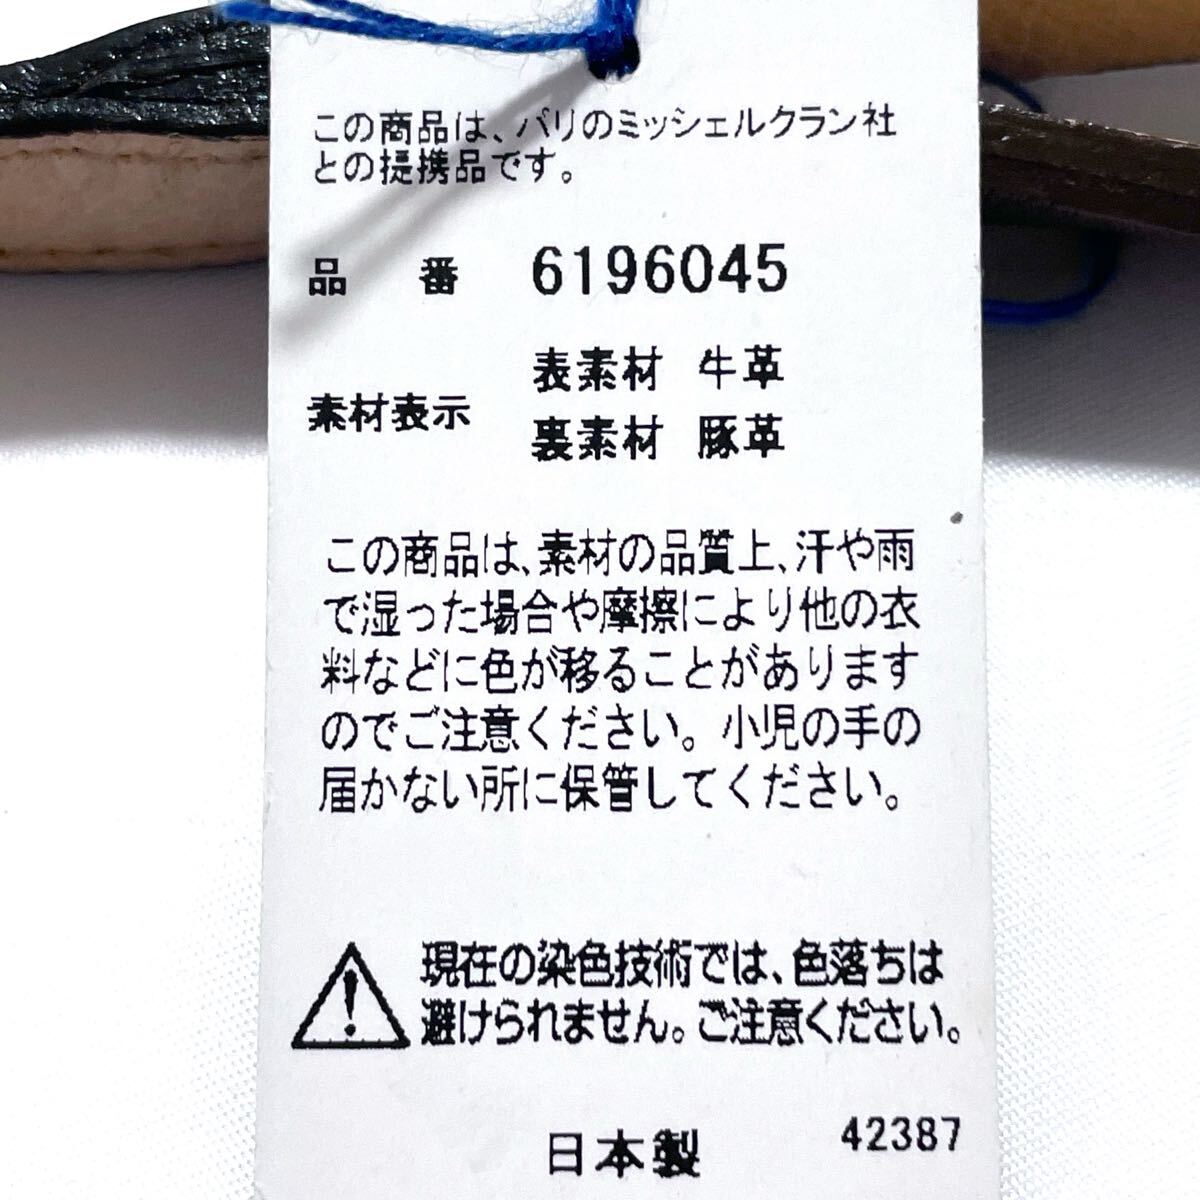 この商品は、パリのミッシェルクラン社
との提携品です。
品番 6196045
素材表示
表素材 牛革
裏素材 豚革
この商品は、素材の品質上、汗や雨
で湿った場合や摩擦により他の衣
料などに色が移ることがあります
のでご注意ください。小児の手の
届かない所に保管してください。
現在の染色技術では、色落ちは
避けられません。ご注意ください。
日本製
42387